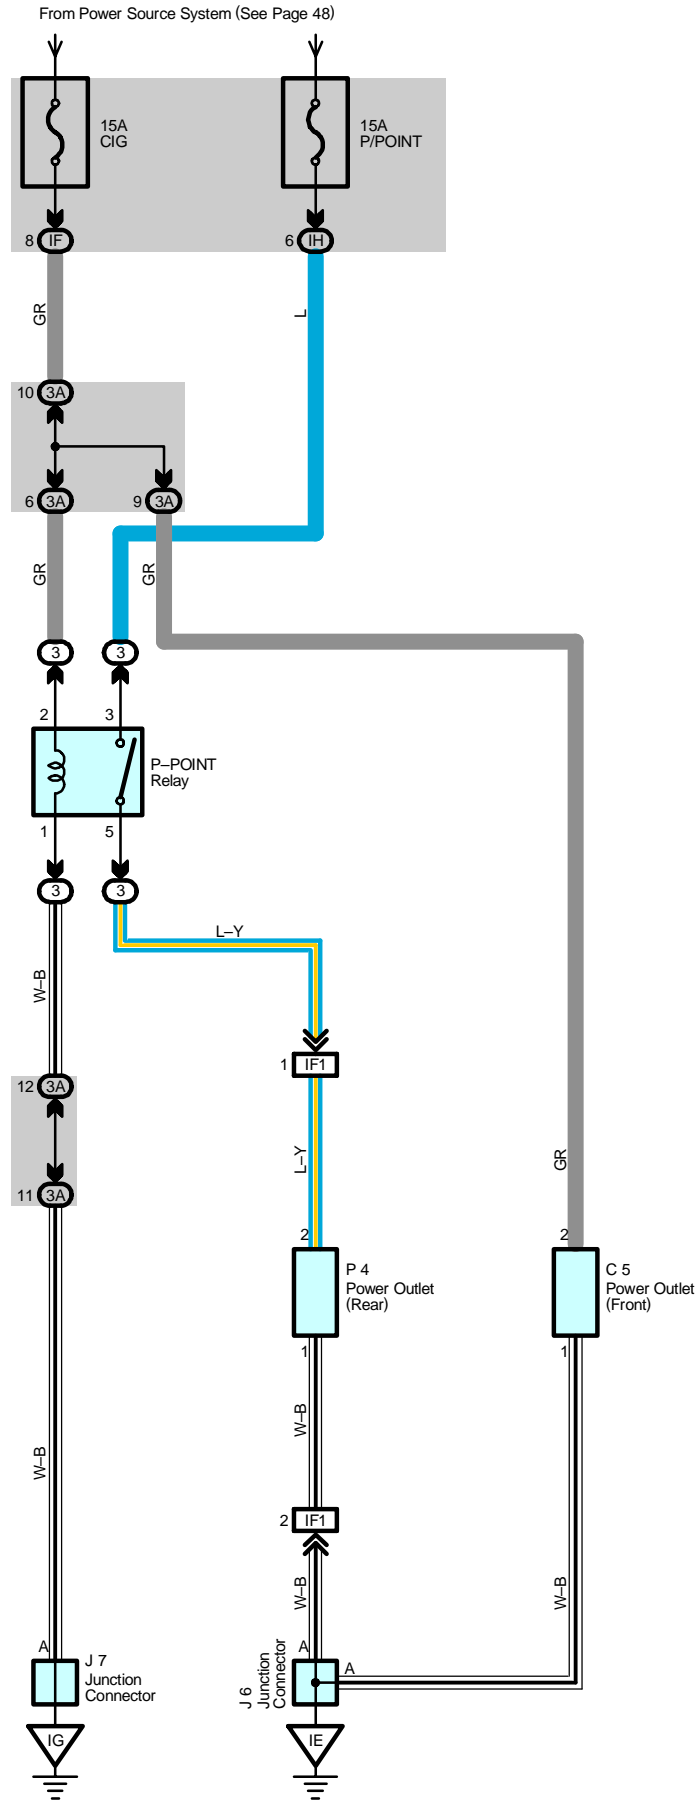 From Power Source System (See Page 48)
15A
CIG
15A
P/POINT
8 IF
6 IH
GR
L
10 3A
6 3A
9 3A
GR
GR
3
3
2
3
P–POINT
Relay
1
5
3
3
L–Y
W–B
1 IF1
12 3A
L–Y
GR
11 3A
2
2
P 4
Power Outlet
(Rear)
C 5
Power Outlet
(Front)
1
1
W–B
W–B
2 IF1
W–B
W–B
A
J 7
Junction
Connector
A
J 6
Junction
Connector
A
IG
IE